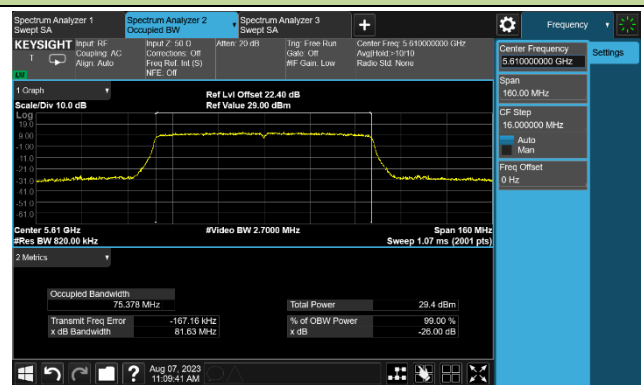 Spectrum Analyzer 1
Swept SA
Spectrum Analyzer 2
Occupied BW
Spectrum Analyzer 3
Swept SA
+
Frequency
KEYSIGHT
Input: RF
Coupling: AC
Align: Auto
Input Z: 50 Ω
Corrections: Off
Freq Ref: Int (S)
NFE: Off
Atten: 20 dB
Trig: Free Run
Gate: Off
#IF Gain: Low
Center Freq: 5.610000000 GHz
Avg|Hold:>10/10
Radio Std: None
LW
Center Frequency
5.610000000 GHz
Settings
Span
160.00 MHz
CF Step
16.000000 MHz
Auto
Man
Freq Offset
0 Hz
1 Graph
Scale/Div 10.0 dB
Ref Lvl Offset 22.40 dB
Ref Value 29.00 dBm
Log
19.0
9.00
-1.00
-11.0
-21.0
-31.0
-41.0
-51.0
-61.0
Center 5.61 GHz
#Res BW 820.00 kHz
#Video BW 2.7000 MHz
Span 160 MHz
Sweep 1.07 ms (2001 pts)
2 Metrics
Occupied Bandwidth
75.378 MHz
Total Power
29.4 dBm
Transmit Freq Error
-167.16 kHz
% of OBW Power
99.00 %
x dB Bandwidth
81.63 MHz
x dB
-26.00 dB
?
Aug 07, 2023
11:09:41 AM